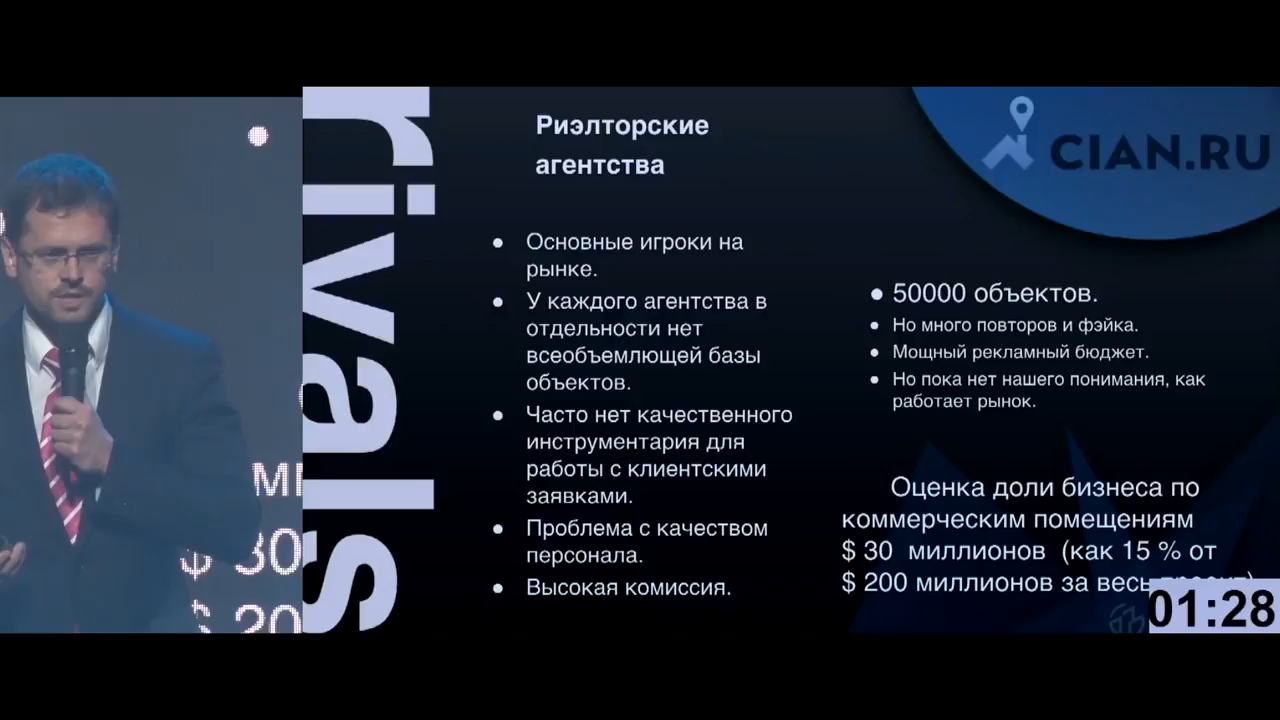 rivals
Риэлторские
агентства
Основные игроки на
рынке.
У каждого агентства в
отдельности нет
всеобъемлющей базы
объектов.
Часто нет качественного
инструментария для
работы с клиентскими
заявками.
Проблема с качеством
персонала.
Высокая комиссия.
CIAN.RU
50000 объектов.
Но много повторов и фэйка.
Мощный рекламный бюджет.
Но пока нет нашего понимания, как
работает рынок.
Оценка доли бизнеса по
коммерческим помещениям
$ 30 миллионов (как 15 % от
$ 200 миллионов за весь
01:28
$ 30
$ 20